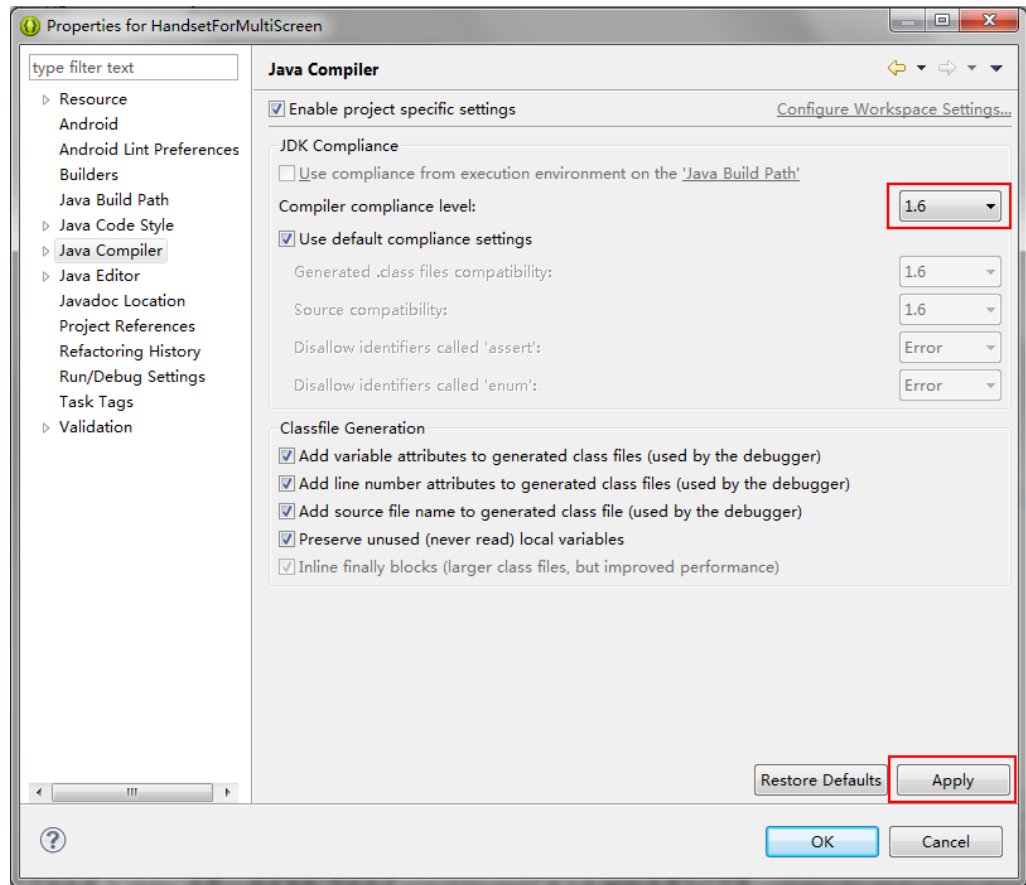 Properties for HandsetForMultiScreen
type filter text
Resource
Android
Android Lint Preferences
Builders
Java Build Path
Java Code Style
Java Compiler
Java Editor
Javadoc Location
Project References
Refactoring History
Run/Debug Settings
Task Tags
Validation
Java Compiler
Enable project specific settings Configure Workspace Settings...
JDK Compliance
Use compliance from execution environment on the 'Java Build Path'
Compiler compliance level: 1.6
Use default compliance settings
Generated .class files compatibility: 1.6
Source compatibility: 1.6
Disallow identifiers called 'assert': Error
Disallow identifiers called 'enum': Error
Classfile Generation
Add variable attributes to generated class files (used by the debugger)
Add line number attributes to generated class files (used by the debugger)
Add source file name to generated class file (used by the debugger)
Preserve unused (never read) local variables
Inline finally blocks (larger class files, but improved performance)
Restore Defaults Apply
OK Cancel